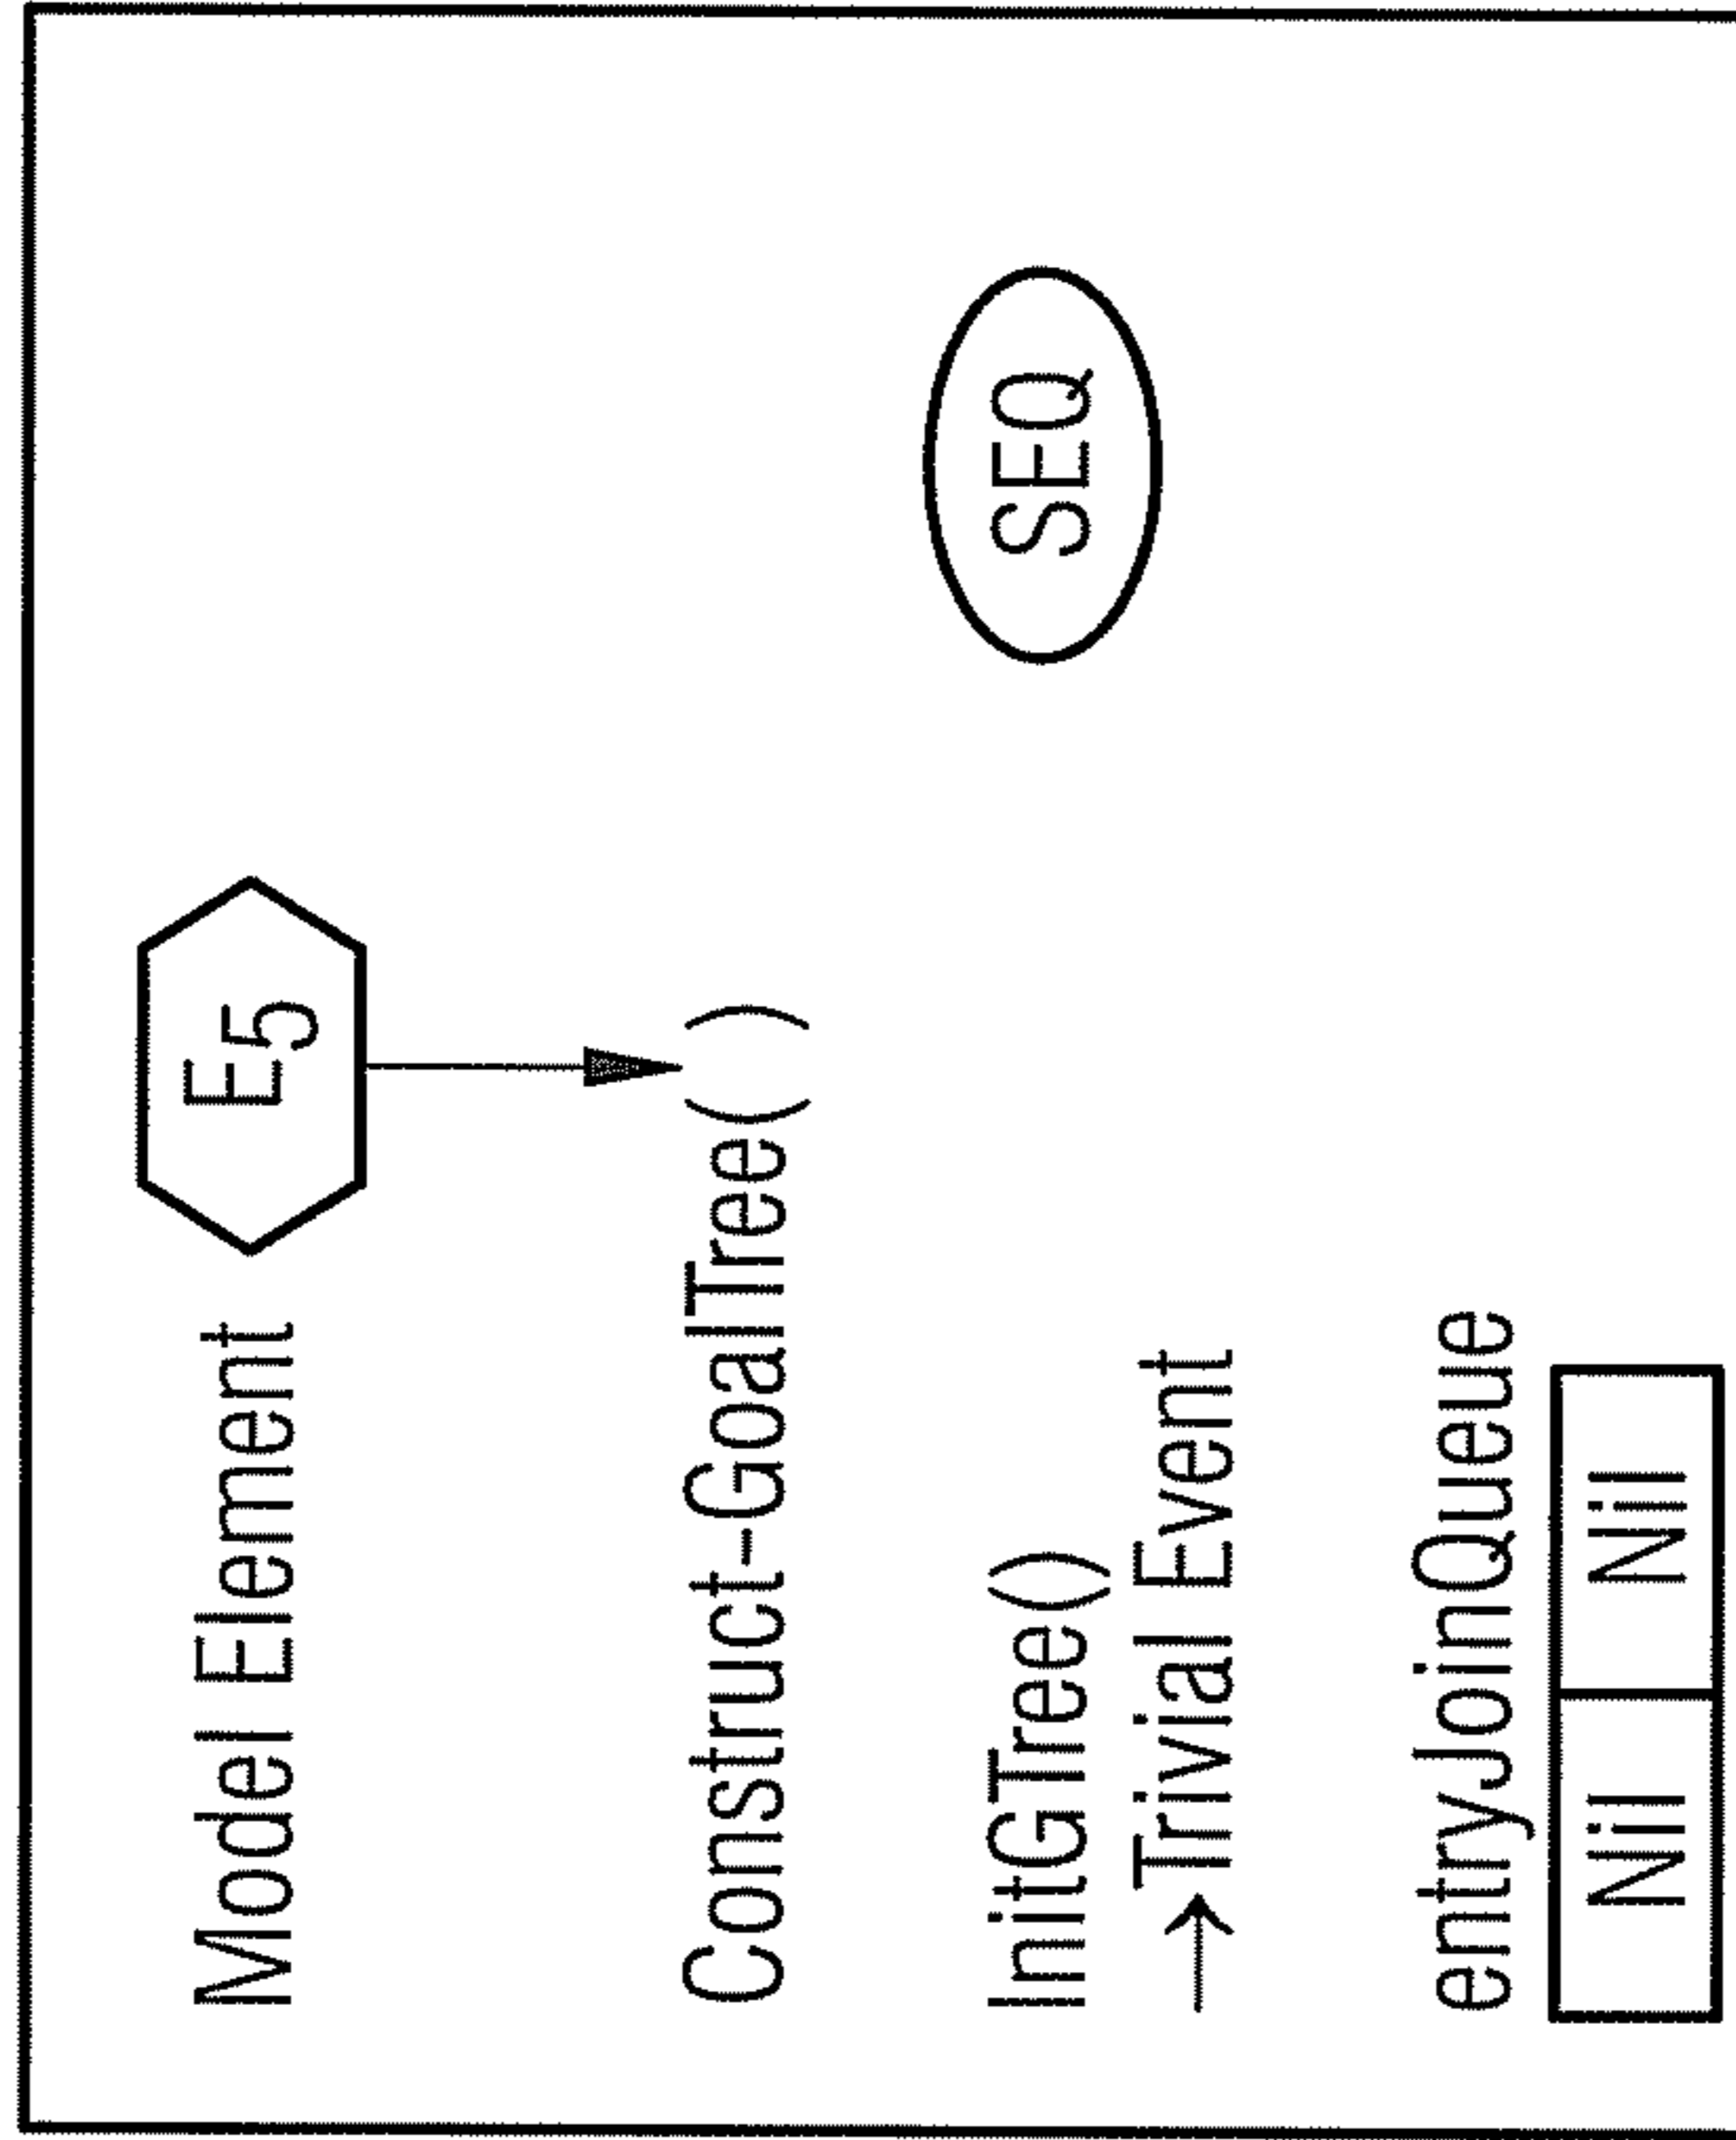 Model Element E5
Construct-GoalTree( )
InitGTree()
→Trivial Event
SEQ
entryJoinQueue
Nil Nil